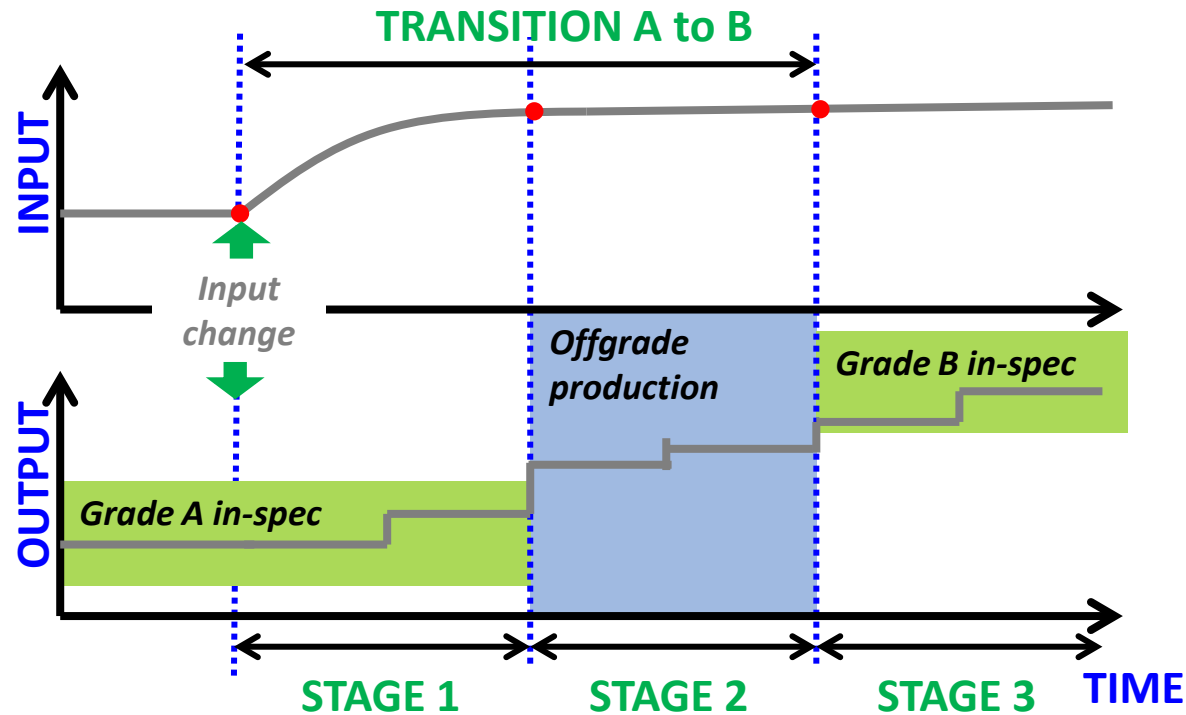 TRANSITION A to B
INPUT
Input
change
Offgrade
production
Grade B in-spec
OUTPUT
Grade A in-spec
STAGE 1
STAGE 2
STAGE 3
TIME